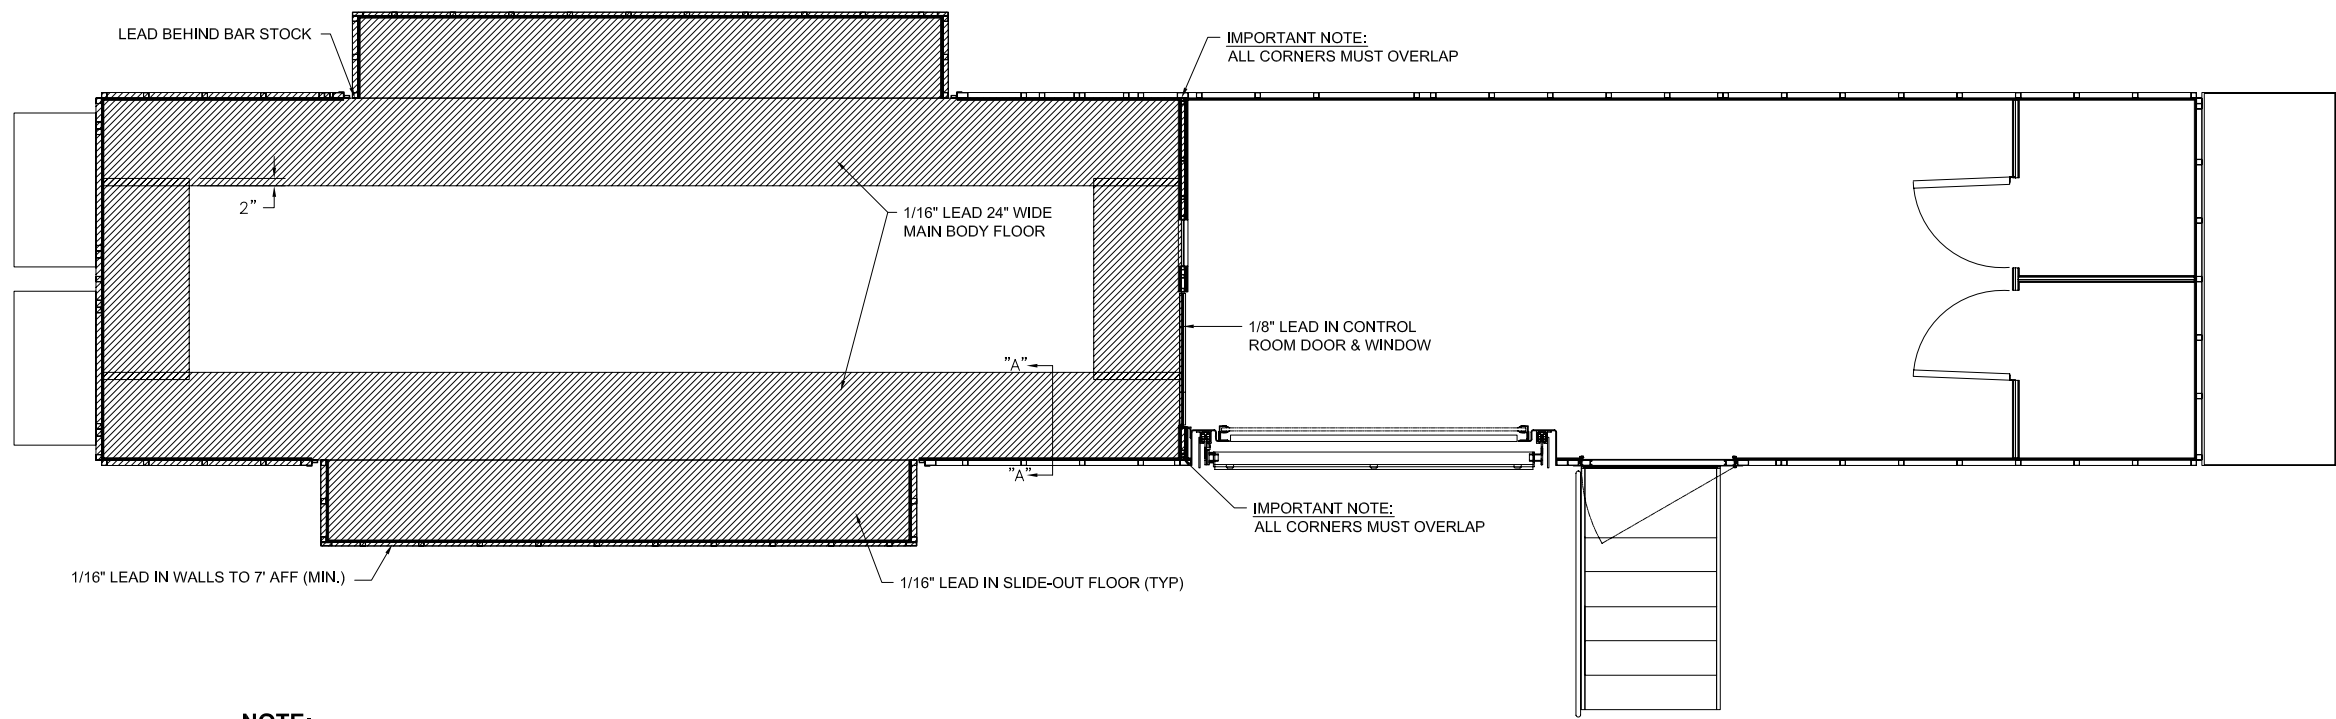 LEAD BEHIND BAR STOCK
IMPORTANT NOTE:
ALL CORNERS MUST OVERLAP
2”
1/16" LEAD 24" WIDE
MAIN BODY FLOOR
1/8" LEAD IN CONTROL
ROOM DOOR & WINDOW
”A”
”A”
IMPORTANT NOTE:
ALL CORNERS MUST OVERLAP
1/16" LEAD IN WALLS TO 7' AFF (MIN.)
1/16" LEAD IN SLIDE-OUT FLOOR (TYP)
NOTE: